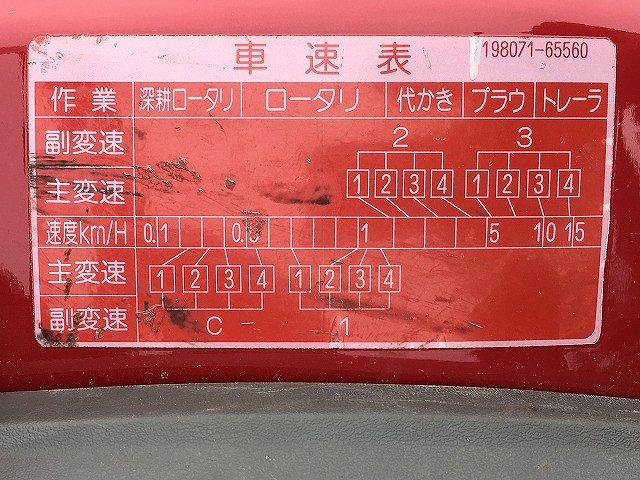 車速表 198071-65560
作業 深耕ロータリ ロータリ 代かき プラウ トレーラ
副変速 2 3
主変速 1 2 3 4 1 2 3 4
速度km/H 0.1 1 5 10 15
主変速 1 2 3 4 1 2 3 4
副変速 C 1